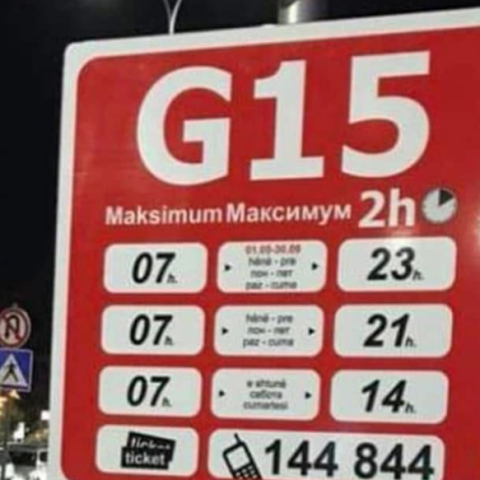 G15
Maksimum Максимум 2h
07h. 01.05-30.09 23h.
hënë - pre
пон - пет
paz - cuma
07h. hënë - pre 21h.
пон - пет
paz - cuma
07h. e shtunë 14h.
сабота
cumartesi
ticket
ticket 144 844